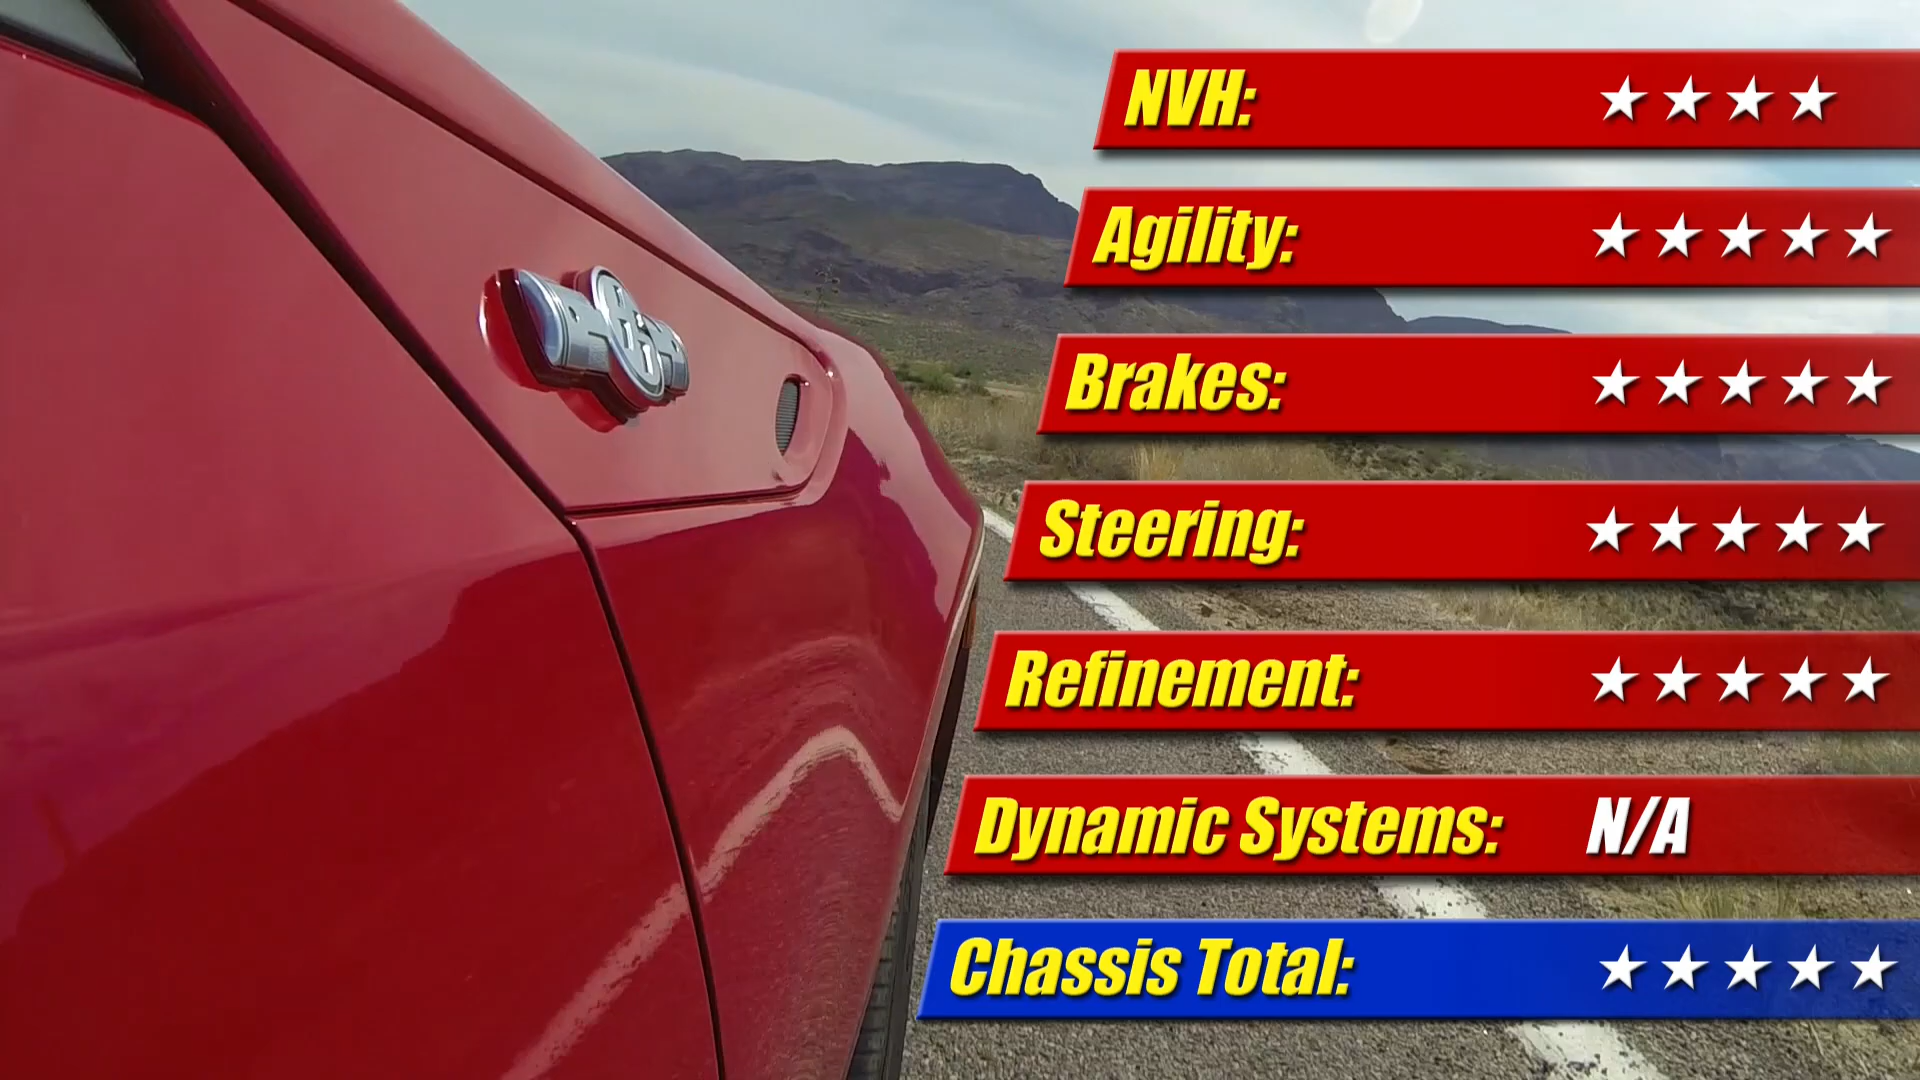 NVH: ★ ★ ★ ★
Agility: ★ ★ ★ ★ ★
Brakes: ★ ★ ★ ★ ★
Steering: ★ ★ ★ ★ ★
Refinement: ★ ★ ★ ★ ★
Dynamic Systems: N/A
Chassis Total: ★ ★ ★ ★ ★